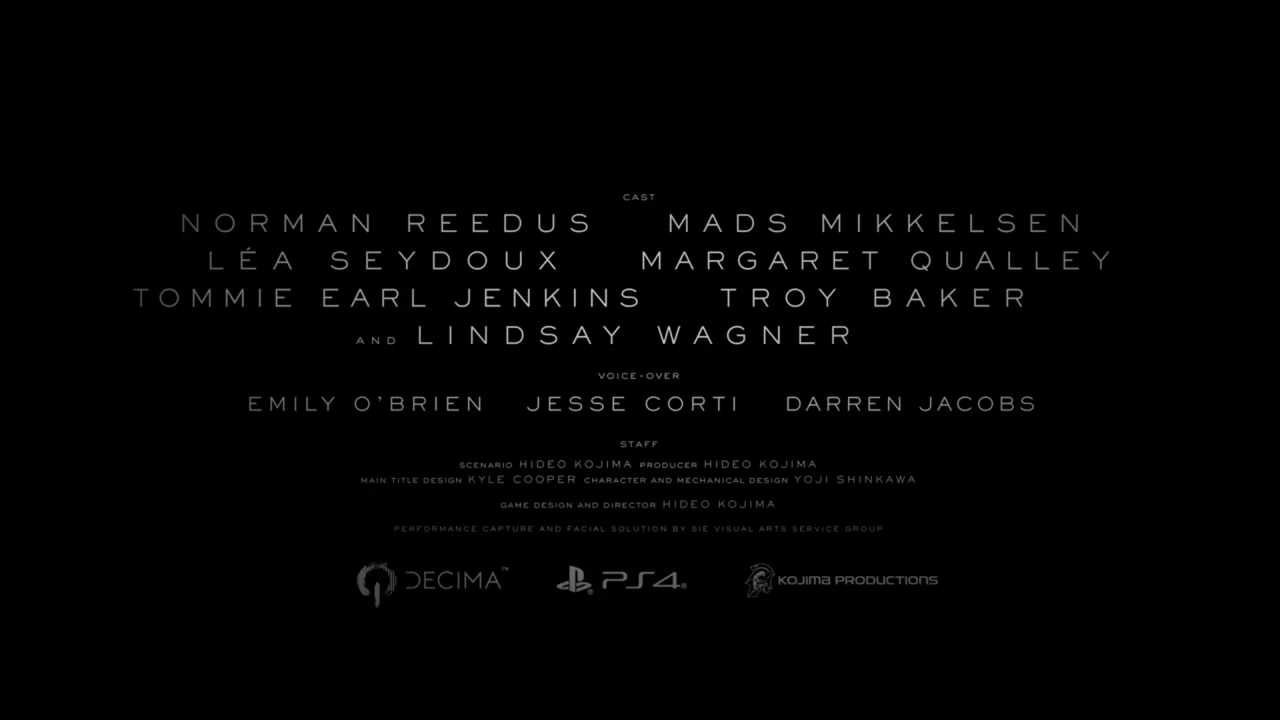 CAST
NORMAN REEDUS MADS MIKKELSEN
LÉA SEYDOUX MARGARET QUALLEY
TOMMIE EARL JENKINS TROY BAKER
AND LINDSAY WAGNER
VOICE-OVER
EMILY O'BRIEN JESSE CORTI DARREN JACOBS
STAFF
SCENARIO HIDEO KOJIMA PRODUCER HIDEO KOJIMA
MAIN TITLE DESIGN KYLE COOPER CHARACTER AND MECHANICAL DESIGN YOJI SHINKAWA
GAME DESIGN AND DIRECTOR HIDEO KOJIMA
PERFORMANCE CAPTURE AND FACIAL SOLUTION BY SIE VISUAL ARTS SERVICE GROUP
DECIMA™ PS4® KOJIMA PRODUCTIONS